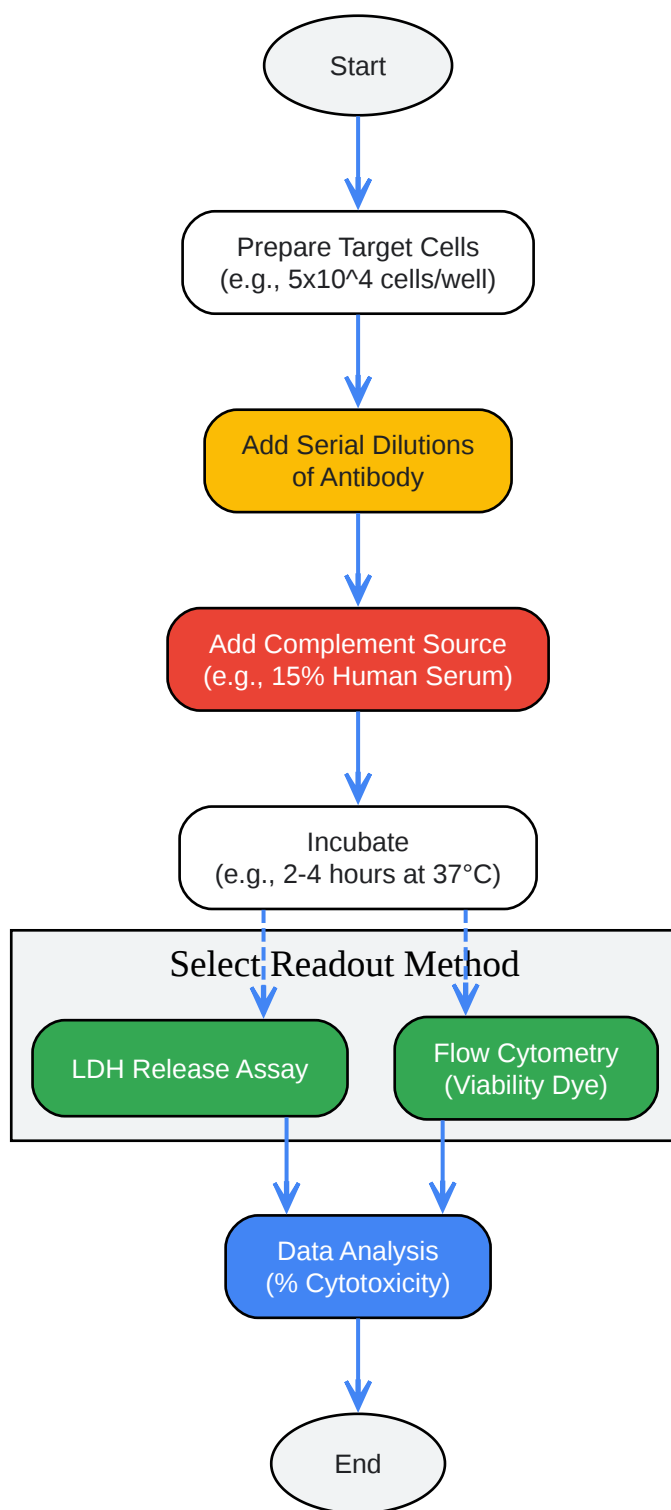 Start
Prepare Target Cells
(e.g., 5x10^4 cells/well)
Add Serial Dilutions
of Antibody
Add Complement Source
(e.g., 15% Human Serum)
Incubate
(e.g., 2-4 hours at 37°C)
Select Readout Method
LDH Release Assay
Flow Cytometry
(Viability Dye)
Data Analysis
(% Cytotoxicity)
End